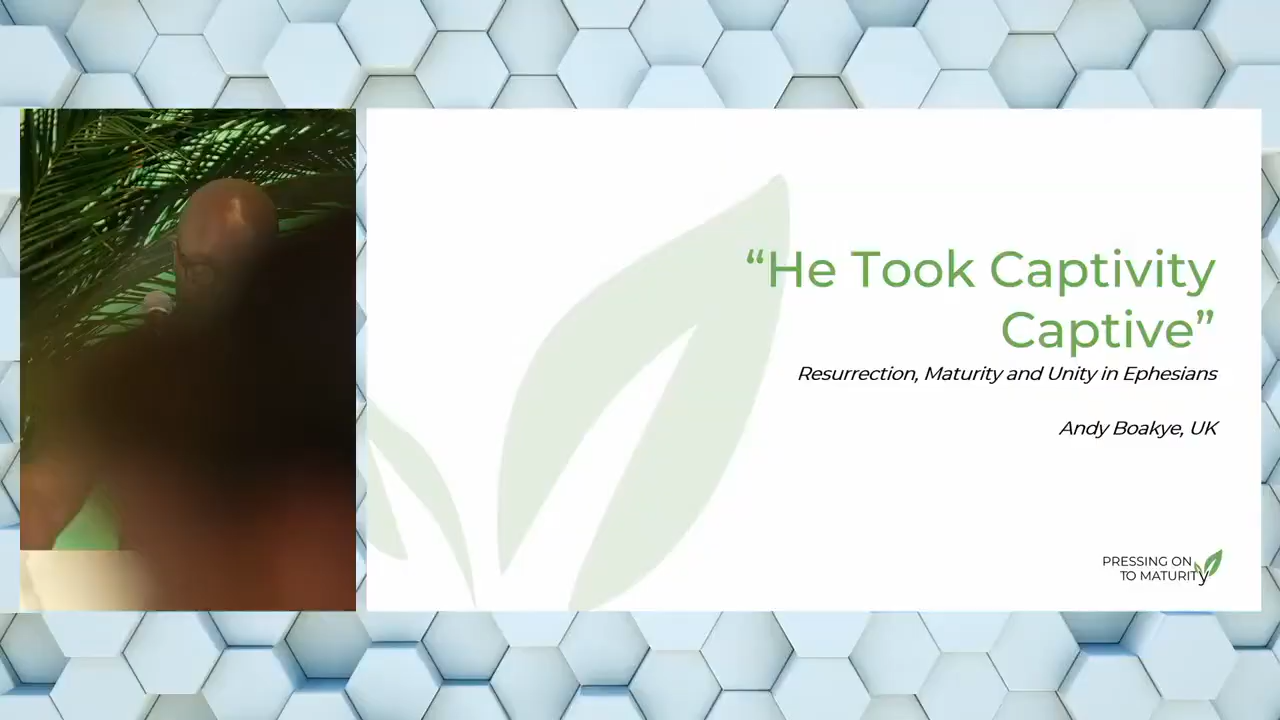 “He Took Captivity
Captive”
Resurrection, Maturity and Unity in Ephesians
Andy Boakye, UK
PRESSING ON
TO MATURITY